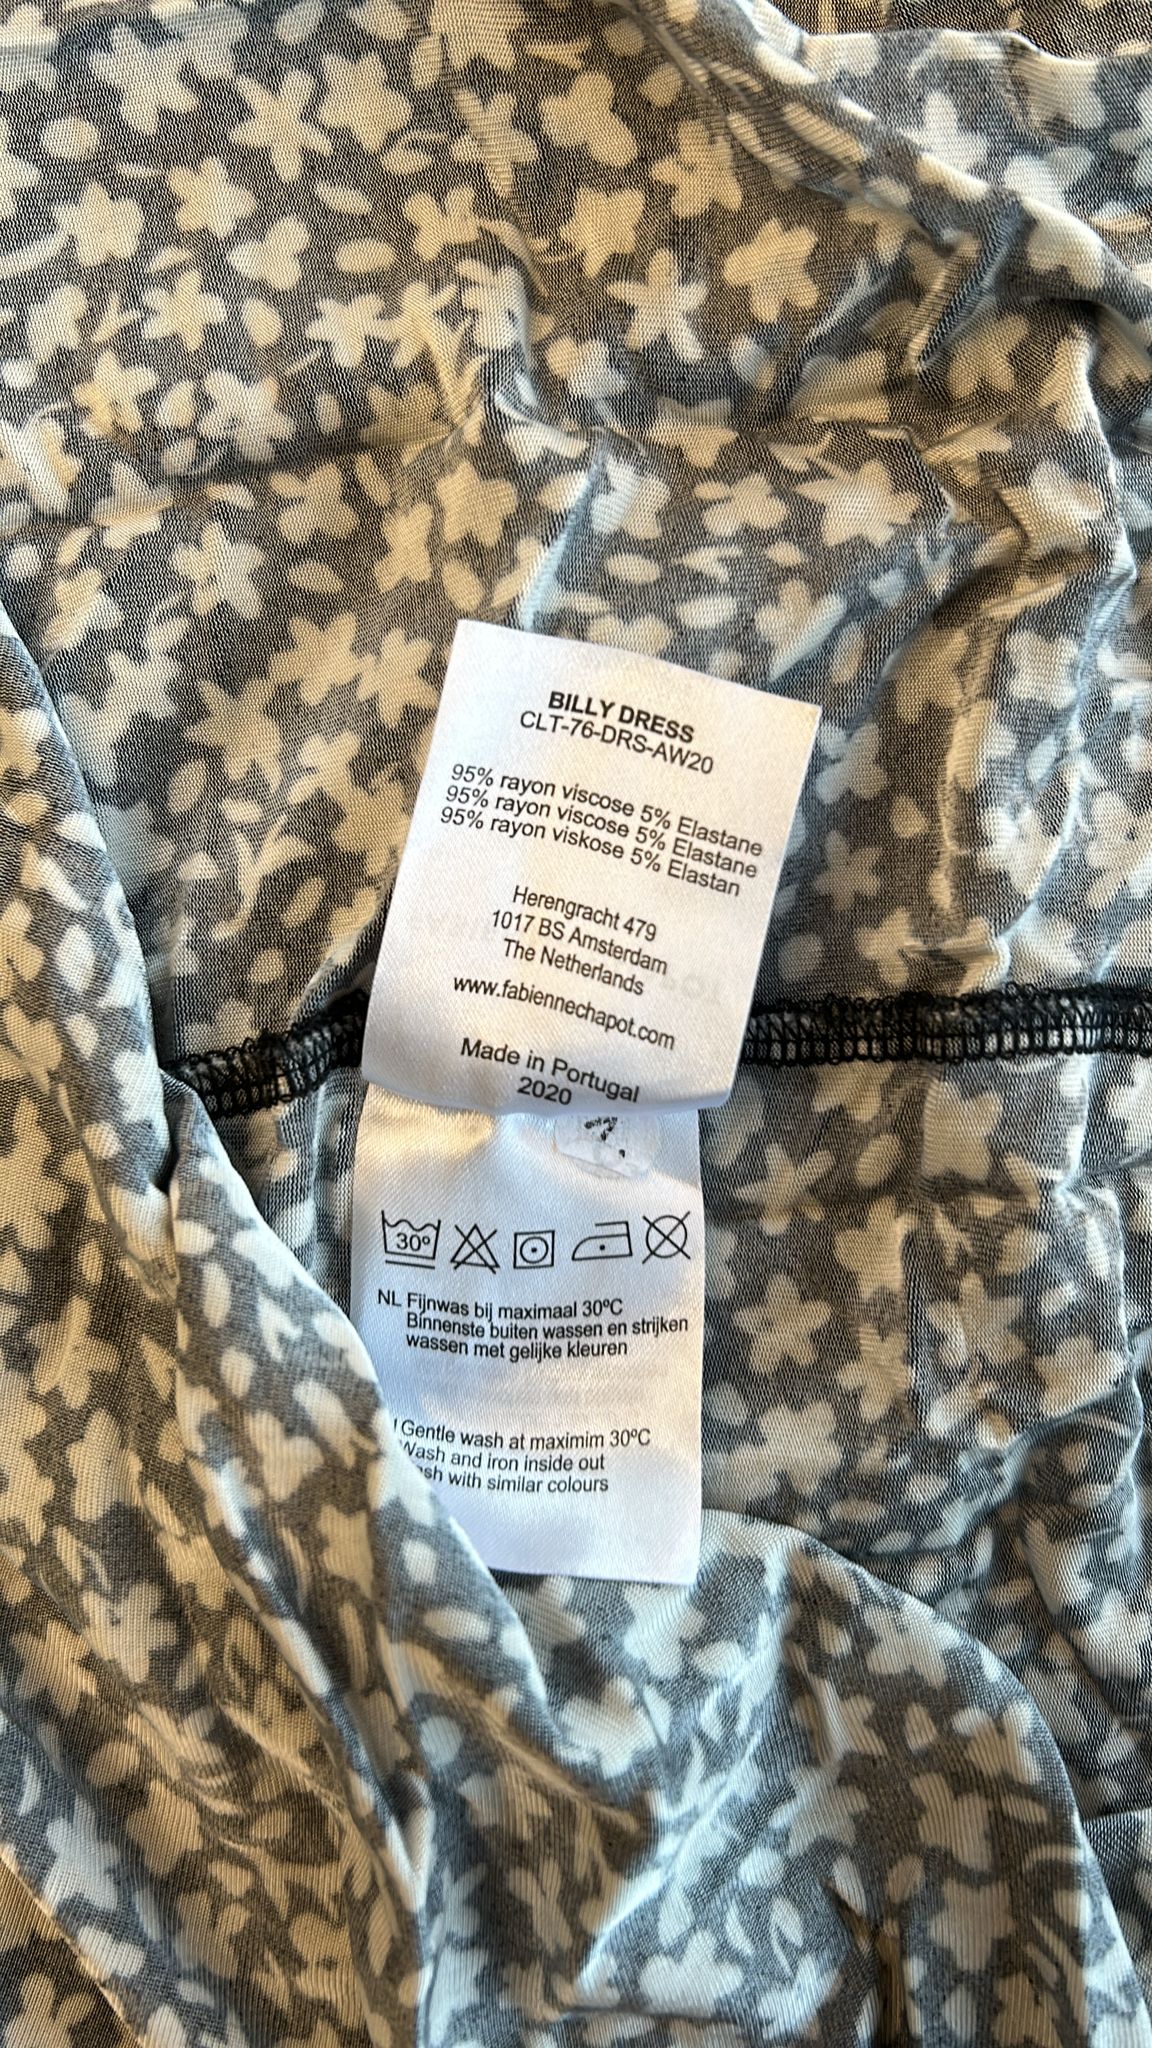 BILLY DRESS
CLT-76-DRS-AW20
95% rayon viscose 5% Elastane
95% rayon viscose 5% Elastane
95% rayon viskose 5% Elastan
Herengracht 479
1017 BS Amsterdam
The Netherlands
www.fabiennechapot.com
Made in Portugal
2020
30º
NL Fijnwas bij maximaal 30ºC
Binnenste buiten wassen en strijken
wassen met gelijke kleuren
Gentle wash at maximim 30ºC
Wash and iron inside out
with similar colours